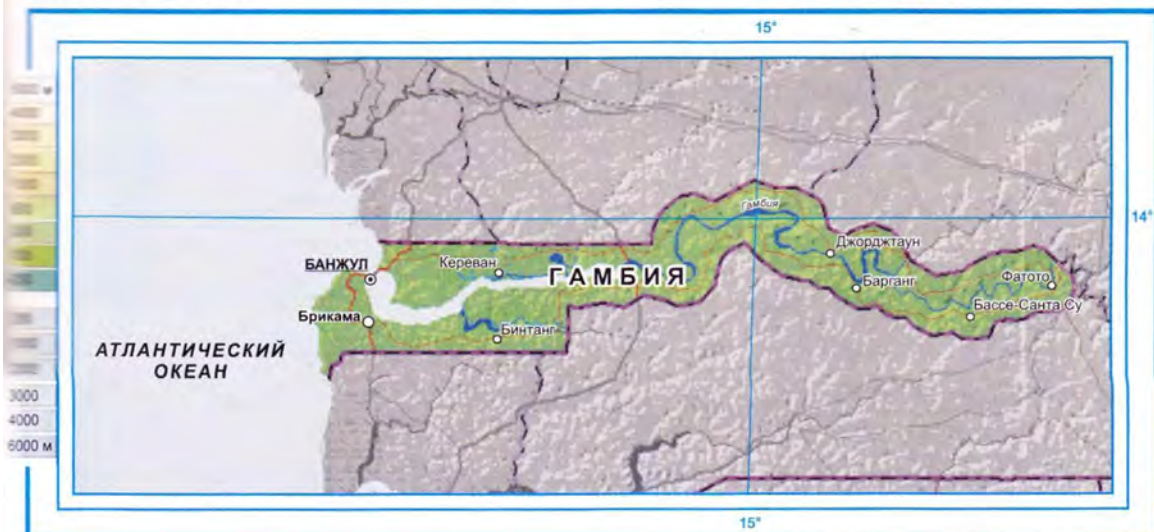 15°
14°
Гамбия
Джорджтаун
БАНЖУЛ
Кереван
ГАМБИЯ
Фатото
Барганг
Брикама
Бассе-Санта Су
Бинтанг
АТЛАНТИЧЕСКИЙ
ОКЕАН
3000
4000
6000 м
15°